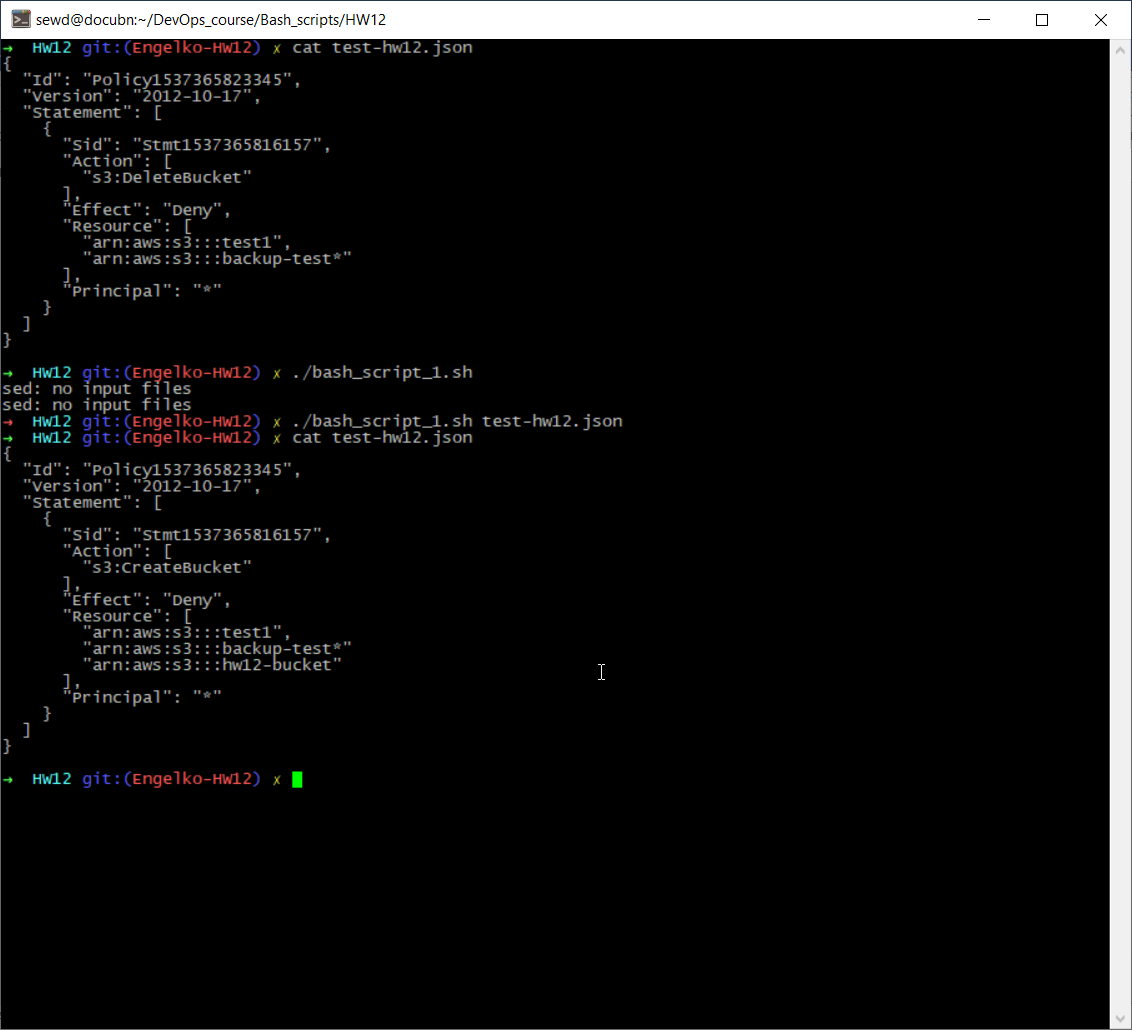 sewd@docubn:~/DevOps_course/Bash_scripts/HW12
→  HW12 git:(Engelko-HW12) ✗ cat test-hw12.json
{
  "Id": "Policy1537365823345",
  "Version": "2012-10-17",
  "Statement": [
    {
      "Sid": "Stmt1537365816157",
      "Action": [
        "s3:DeleteBucket"
      ],
      "Effect": "Deny",
      "Resource": [
        "arn:aws:s3:::test1",
        "arn:aws:s3:::backup-test*"
      ],
      "Principal": "*"
    }
  ]
}
→  HW12 git:(Engelko-HW12) ✗ ./bash_script_1.sh
sed: no input files
sed: no input files
→  HW12 git:(Engelko-HW12) ✗ ./bash_script_1.sh test-hw12.json
→  HW12 git:(Engelko-HW12) ✗ cat test-hw12.json
{
  "Id": "Policy1537365823345",
  "Version": "2012-10-17",
  "Statement": [
    {
      "Sid": "Stmt1537365816157",
      "Action": [
        "s3:CreateBucket"
      ],
      "Effect": "Deny",
      "Resource": [
        "arn:aws:s3:::test1",
        "arn:aws:s3:::backup-test*"
        "arn:aws:s3:::hw12-bucket"
      ],
      "Principal": "*"
    }
  ]
}
→  HW12 git:(Engelko-HW12) ✗